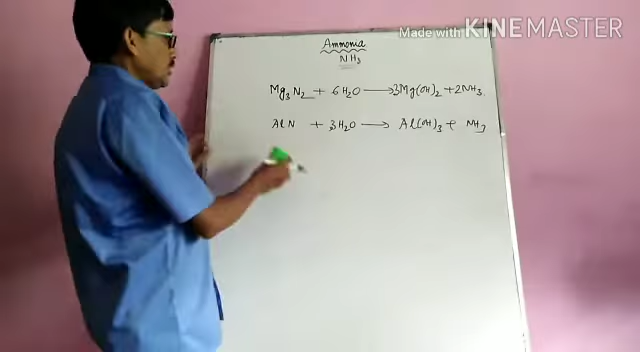 Made with KINEMASTER
Ammonia
NH₃
Mg₃N₂ + 6H₂O ⟶ 3Mg(OH)₂ + 2NH₃.
AlN + 3H₂O ⟶ Al(OH)₃ + NH₃